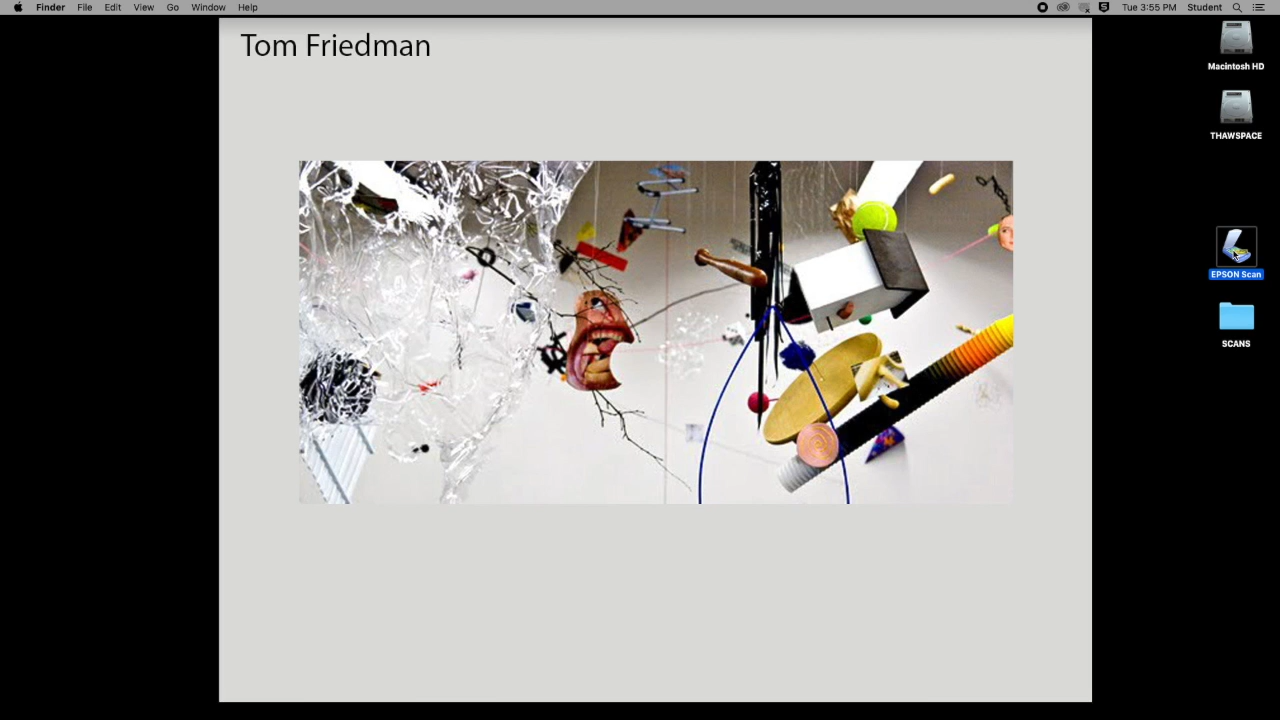 Finder File Edit View Go Window Help Tue 3:55 PM Student
Tom Friedman
Macintosh HD
THAWSPACE
EPSON Scan
SCANS